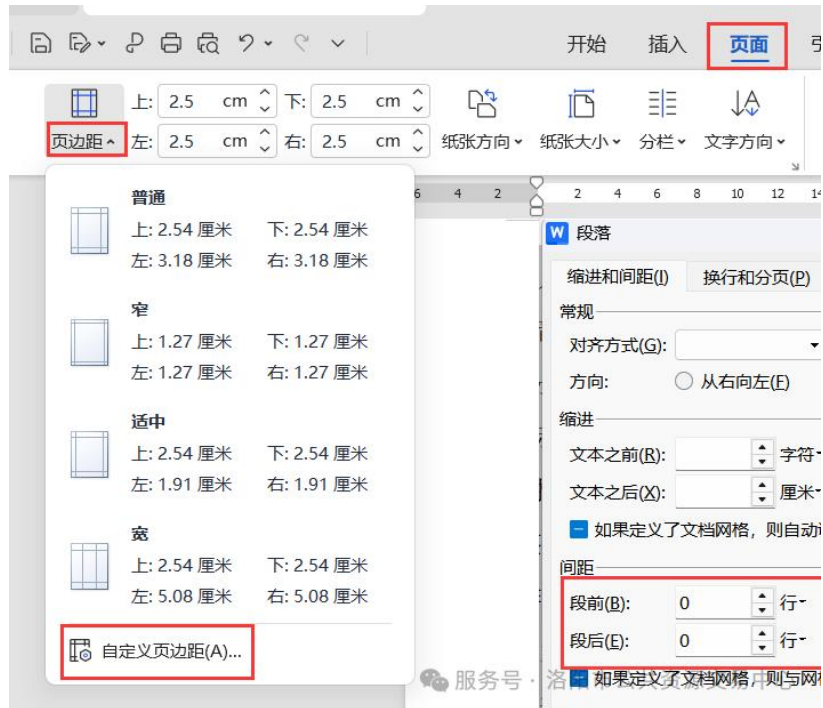 开始 插入 页面
上: 2.5 cm 下: 2.5 cm
页边距 左: 2.5 cm 右: 2.5 cm 纸张方向 纸张大小 分栏 文字方向
普通
上: 2.54 厘米 下: 2.54 厘米
左: 3.18 厘米 右: 3.18 厘米
窄
上: 1.27 厘米 下: 1.27 厘米
左: 1.27 厘米 右: 1.27 厘米
适中
上: 2.54 厘米 下: 2.54 厘米
左: 1.91 厘米 右: 1.91 厘米
宽
上: 2.54 厘米 下: 2.54 厘米
左: 5.08 厘米 右: 5.08 厘米
自定义页边距(A)...
6 4 2 2 4 6 8 10 12 14
W 段落
缩进和间距(I) 换行和分页(P)
常规
对齐方式(G):
方向: 从右向左(F)
缩进
文本之前(R): 字符
文本之后(X): 厘米
如果定义了文档网格，则自动
间距
段前(B): 0 行
段后(E): 0 行
如果定义了文档网格，则与网
服务号 · 洛